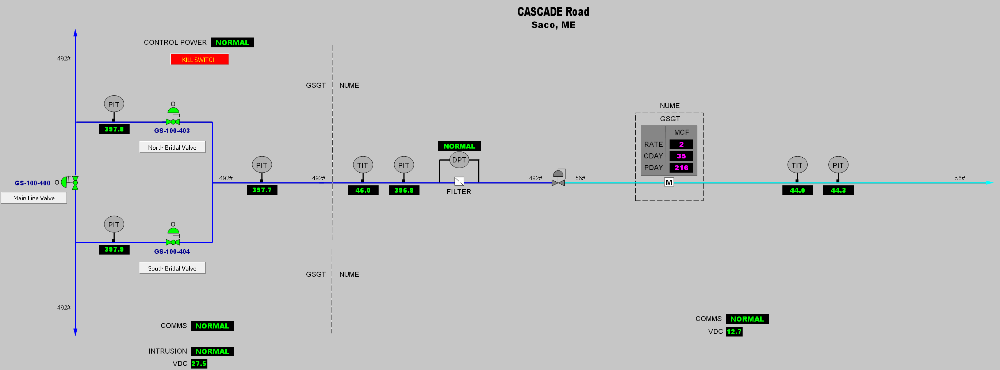 CASCADE Road
Saco, ME
CONTROL POWER NORMAL
KILL SWITCH
492#
GSGT NUME
PIT
O
397.8
GS-100-403
North Bridal Valve
NUME
GSGT
MCF
RATE 2
CDAY 35
PDAY 216
M
NORMAL
DPT
FILTER
GS-100-400 O
Main Line Valve
492#
PIT
397.7
492#
TIT
46.0
PIT
396.8
492#
56#
TIT
44.0
PIT
44.3
56#
PIT
O
397.9
GS-100-404
South Bridal Valve
GSGT NUME
492#
COMMS NORMAL
INTRUSION NORMAL
VDC 27.5
COMMS NORMAL
VDC 12.7